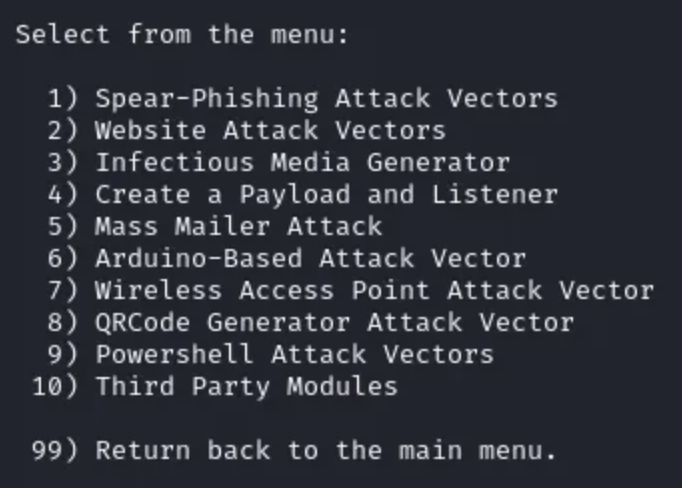 Select from the menu:
1) Spear-Phishing Attack Vectors
2) Website Attack Vectors
3) Infectious Media Generator
4) Create a Payload and Listener
5) Mass Mailer Attack
6) Arduino-Based Attack Vector
7) Wireless Access Point Attack Vector
8) QRCode Generator Attack Vector
9) Powershell Attack Vectors
10) Third Party Modules
99) Return back to the main menu.